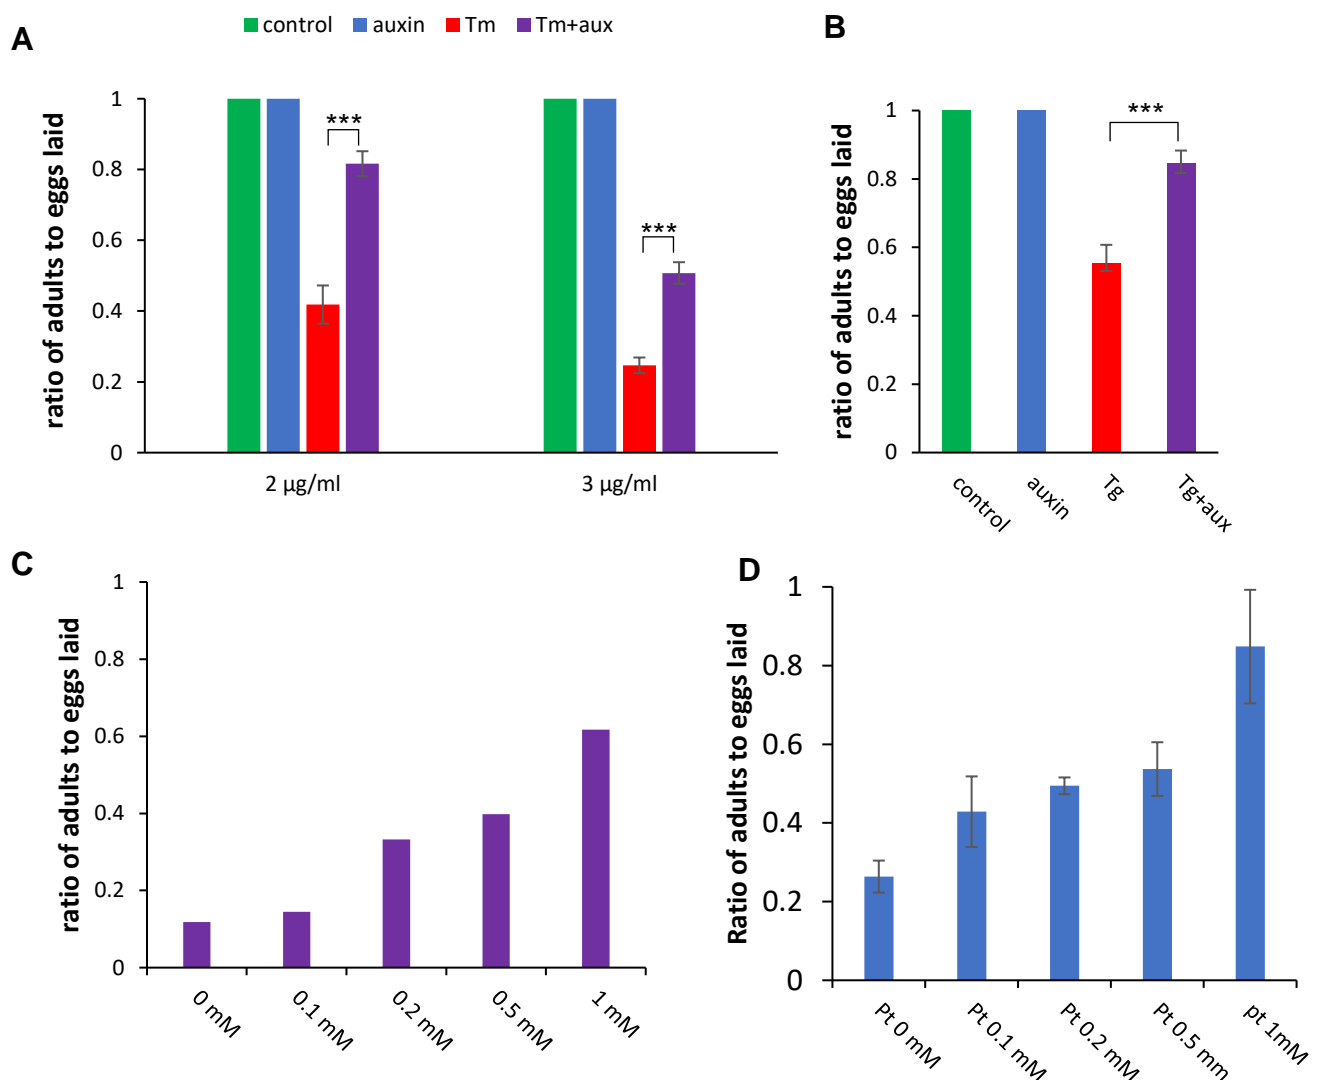 A
control auxin Tm Tm+aux
ratio of adults to eggs laid
1
0.8
0.6
0.4
0.2
0
***
***
2 µg/ml 3 µg/ml
B
ratio of adults to eggs laid
1
0.8
0.6
0.4
0.2
0
***
control auxin Tg Tg+aux
C
ratio of adults to eggs laid
1
0.8
0.6
0.4
0.2
0
0 mM 0.1 mM 0.2 mM 0.5 mM 1 mM
D
Ratio of adults to eggs laid
1
0.8
0.6
0.4
0.2
0
Pt 0 mM Pt 0.1 mM Pt 0.2 mM Pt 0.5 mm pt 1mM